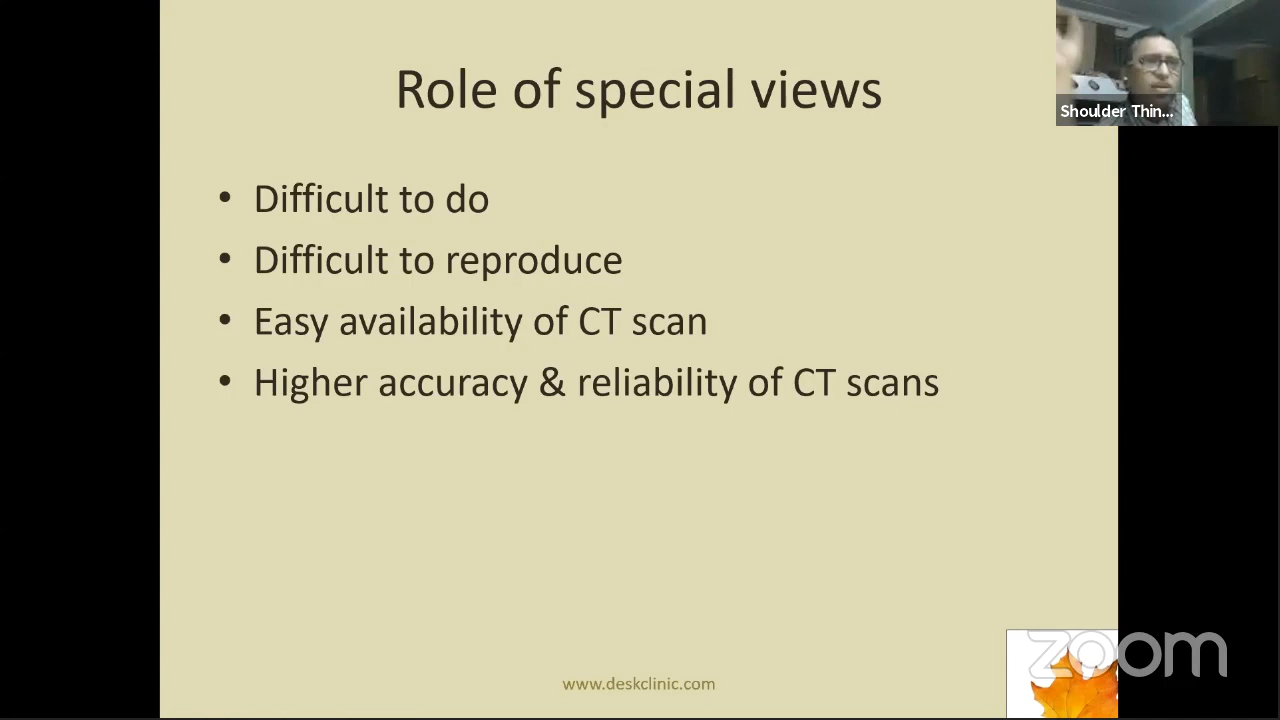 Role of special views
Shoulder Thin...
• Difficult to do
• Difficult to reproduce
• Easy availability of CT scan
• Higher accuracy & reliability of CT scans
www.deskclinic.com
zoom